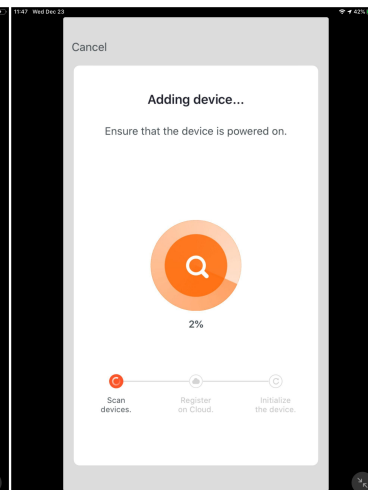 11:47 Wed Dec 23
42%
Cancel
Adding device...
Ensure that the device is powered on.
2%
Scan
devices.
Register
on Cloud.
Initialize
the device.